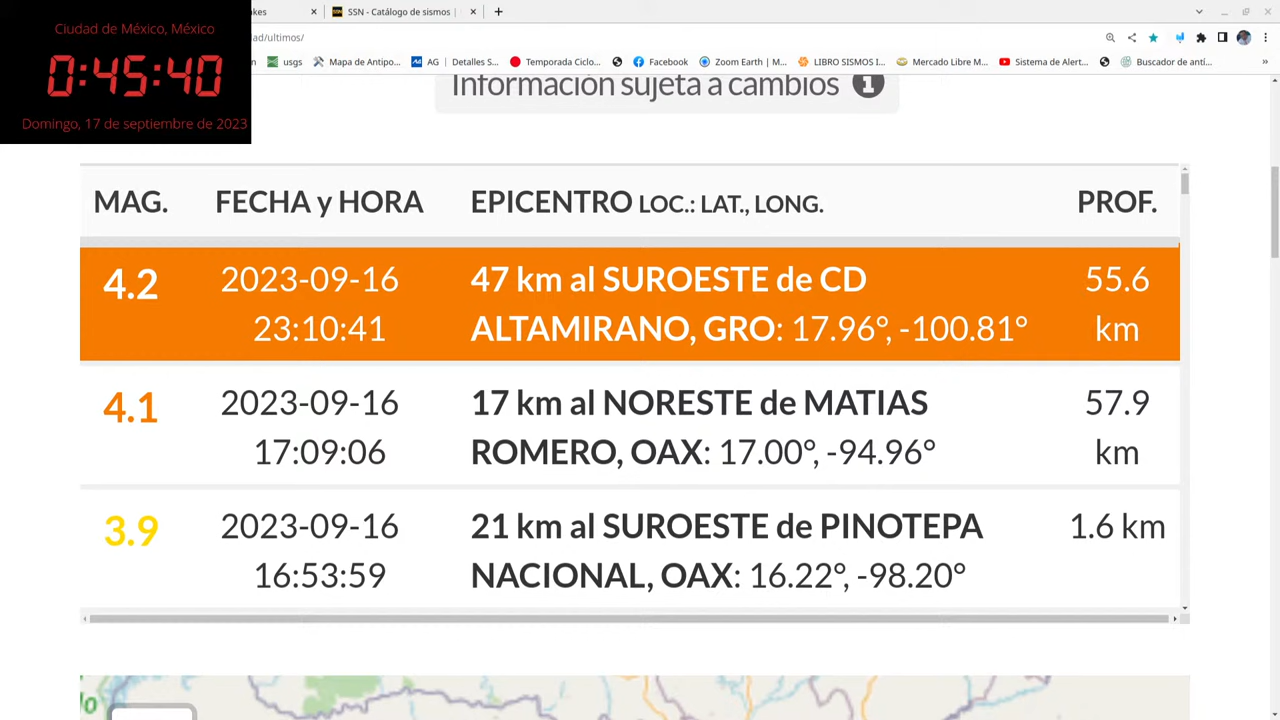 Ciudad de México, México
0:45:40
Domingo, 17 de septiembre de 2023
SSN - Catálogo de sismos
ad/ultimos/
usgs
Mapa de Antipo...
AG
Detalles S...
Temporada Ciclo...
Facebook
Zoom Earth | M...
LIBRO SISMOS I...
Mercado Libre M...
Sistema de Alert...
Buscador de antí...
»
Información sujeta a cambios
MAG. FECHA y HORA EPICENTRO LOC.: LAT., LONG. PROF.
4.2 2023-09-16 47 km al SUROESTE de CD 55.6
23:10:41 ALTAMIRANO, GRO: 17.96°, -100.81° km
4.1 2023-09-16 17 km al NORESTE de MATIAS 57.9
17:09:06 ROMERO, OAX: 17.00°, -94.96° km
3.9 2023-09-16 21 km al SUROESTE de PINOTEPA 1.6 km
16:53:59 NACIONAL, OAX: 16.22°, -98.20°